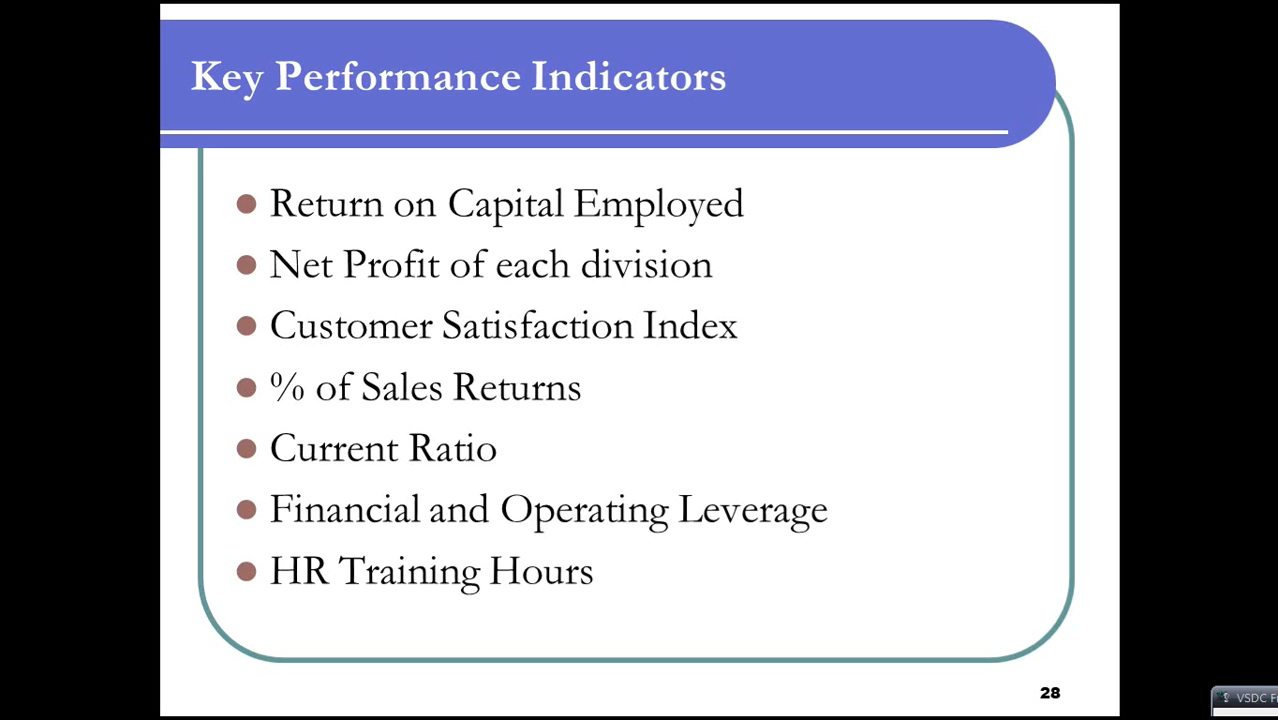 Key Performance Indicators
Return on Capital Employed
Net Profit of each division
Customer Satisfaction Index
% of Sales Returns
Current Ratio
Financial and Operating Leverage
HR Training Hours
28
VSDC